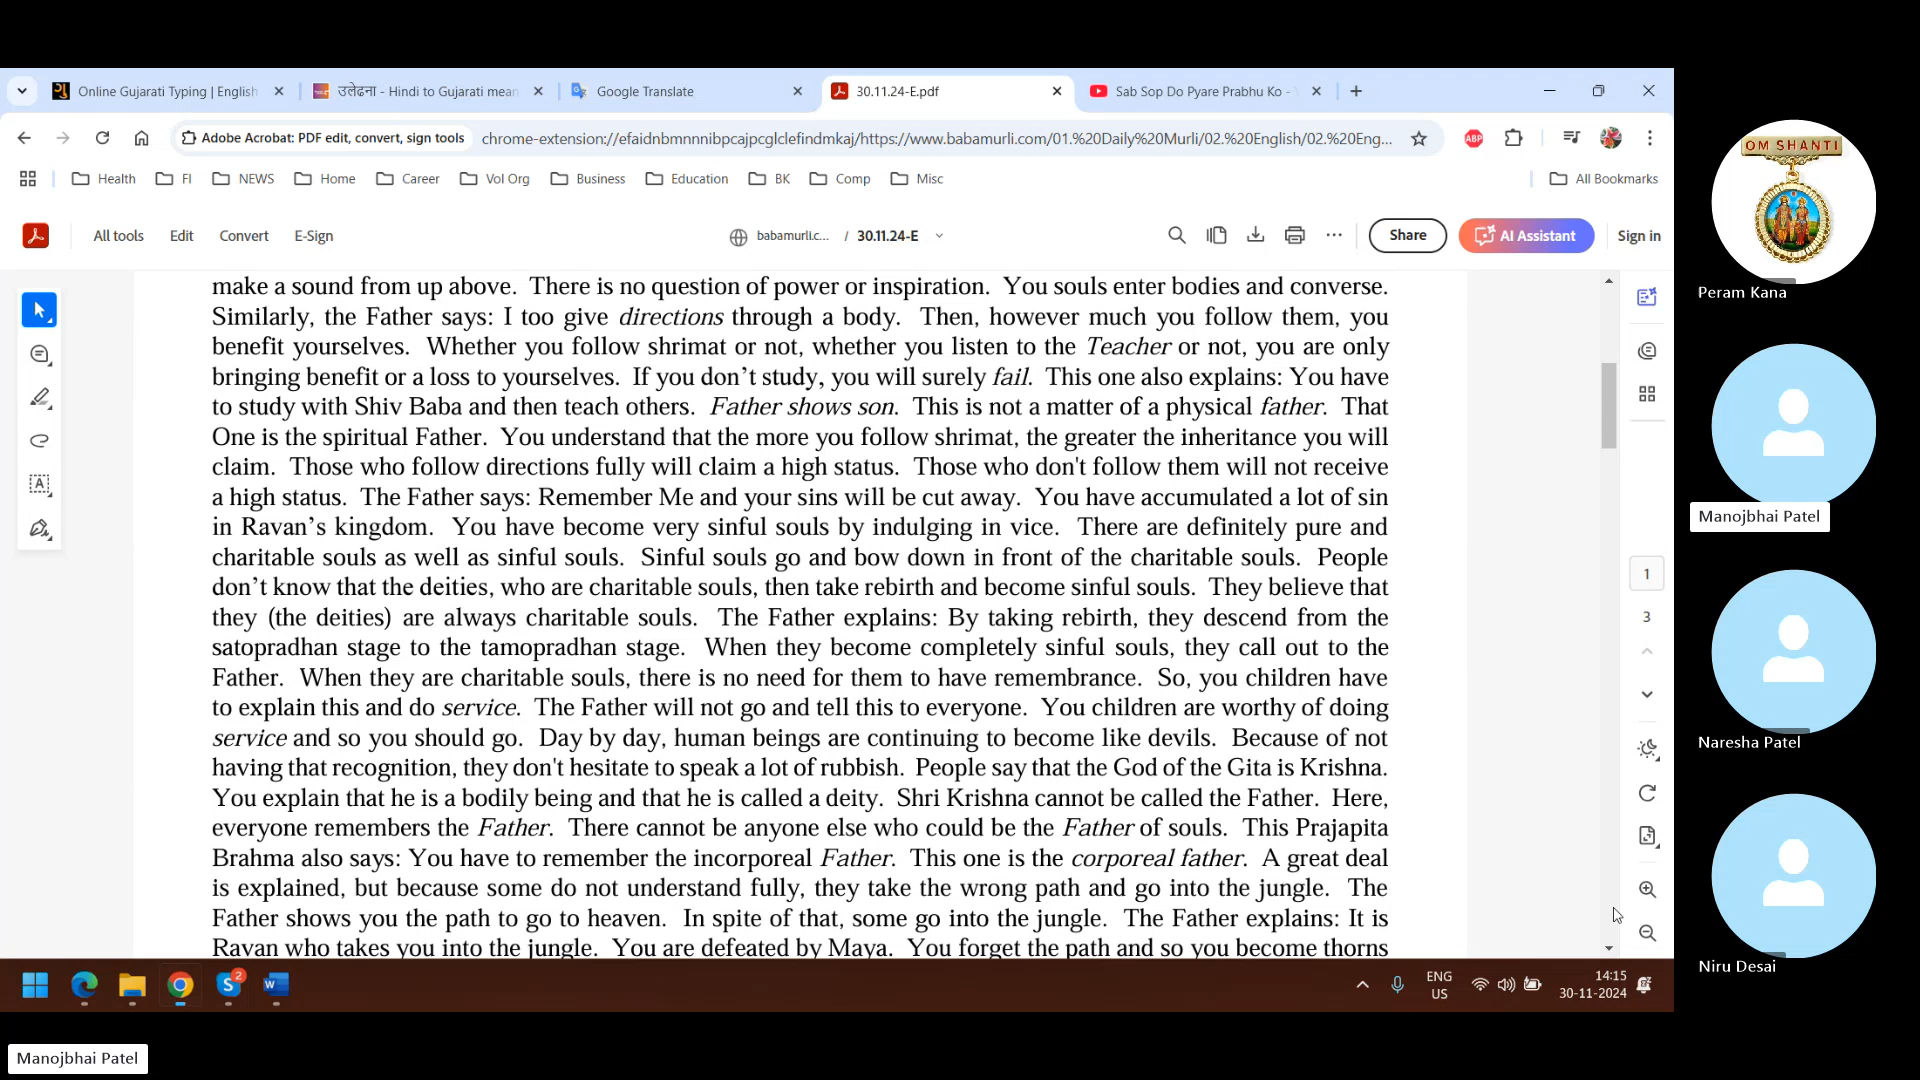 Online Gujarati Typing | English
उलेढना - Hindi to Gujarati mean
Google Translate
30.11.24-E.pdf
Sab Sop Do Pyare Prabhu Ko -
Adobe Acrobat: PDF edit, convert, sign tools
chrome-extension://efaidnbmnnnibpcajpcglclefindmkaj/https://www.babamurli.com/01.%20Daily%20Murli/02.%20English/02.%20Eng...
ABP
Health
FI
NEWS
Home
Career
Vol Org
Business
Education
BK
Comp
Misc
All Bookmarks
All tools
Edit
Convert
E-Sign
babamurli.c... / 30.11.24-E
Share
AI Assistant
Sign in
make a sound from up above. There is no question of power or inspiration. You souls enter bodies and converse.
Similarly, the Father says: I too give directions through a body. Then, however much you follow them, you
benefit yourselves. Whether you follow shrimat or not, whether you listen to the Teacher or not, you are only
bringing benefit or a loss to yourselves. If you don’t study, you will surely fail. This one also explains: You have
to study with Shiv Baba and then teach others. Father shows son. This is not a matter of a physical father. That
One is the spiritual Father. You understand that the more you follow shrimat, the greater the inheritance you will
claim. Those who follow directions fully will claim a high status. Those who don't follow them will not receive
a high status. The Father says: Remember Me and your sins will be cut away. You have accumulated a lot of sin
in Ravan’s kingdom. You have become very sinful souls by indulging in vice. There are definitely pure and
charitable souls as well as sinful souls. Sinful souls go and bow down in front of the charitable souls. People
don’t know that the deities, who are charitable souls, then take rebirth and become sinful souls. They believe that
they (the deities) are always charitable souls. The Father explains: By taking rebirth, they descend from the
satopradhan stage to the tamopradhan stage. When they become completely sinful souls, they call out to the
Father. When they are charitable souls, there is no need for them to have remembrance. So, you children have
to explain this and do service. The Father will not go and tell this to everyone. You children are worthy of doing
service and so you should go. Day by day, human beings are continuing to become like devils. Because of not
having that recognition, they don't hesitate to speak a lot of rubbish. People say that the God of the Gita is Krishna.
You explain that he is a bodily being and that he is called a deity. Shri Krishna cannot be called the Father. Here,
everyone remembers the Father. There cannot be anyone else who could be the Father of souls. This Prajapita
Brahma also says: You have to remember the incorporeal Father. This one is the corporeal father. A great deal
is explained, but because some do not understand fully, they take the wrong path and go into the jungle. The
Father shows you the path to go to heaven. In spite of that, some go into the jungle. The Father explains: It is
Ravan who takes you into the jungle. You are defeated by Maya. You forget the path and so you become thorns
1
3
2
ENG
US
14:15
30-11-2024
OM SHANTI
Peram Kana
Manojbhai Patel
Naresha Patel
Niru Desai
Manojbhai Patel